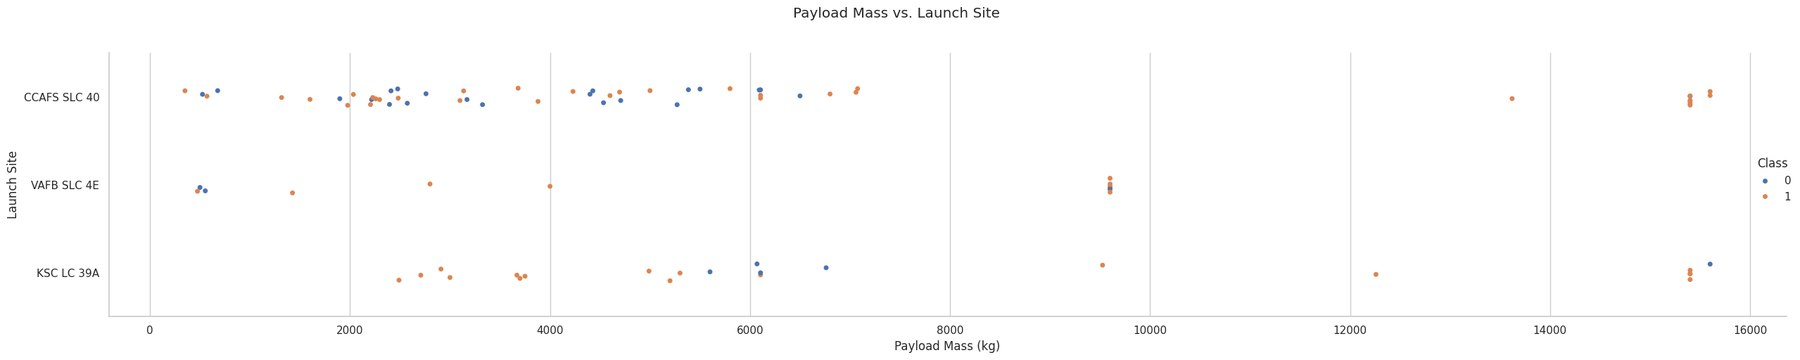 Payload Mass vs. Launch Site
Launch Site
CCAFS SLC 40
VAFB SLC 4E
KSC LC 39A
Class
0
1
0 2000 4000 6000 8000 10000 12000 14000 16000
Payload Mass (kg)